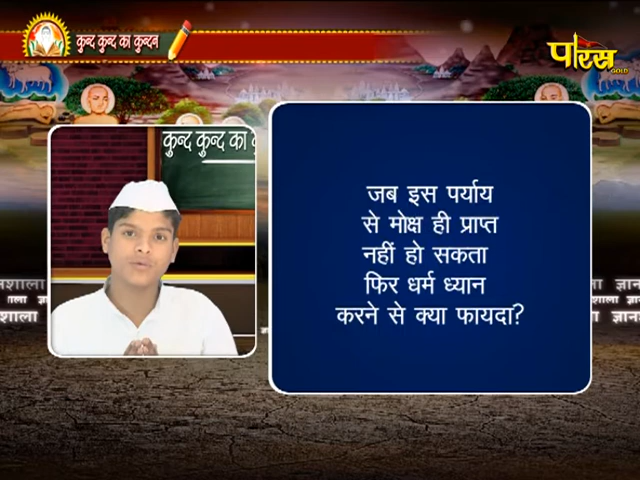 कुन्द कुन्द का कुन्दन
पारस
GOLD
कुन्द कुन्द का
जब इस पर्याय
से मोक्ष ही प्राप्त
नहीं हो सकता
फिर धर्म ध्यान
करने से क्या फायदा?